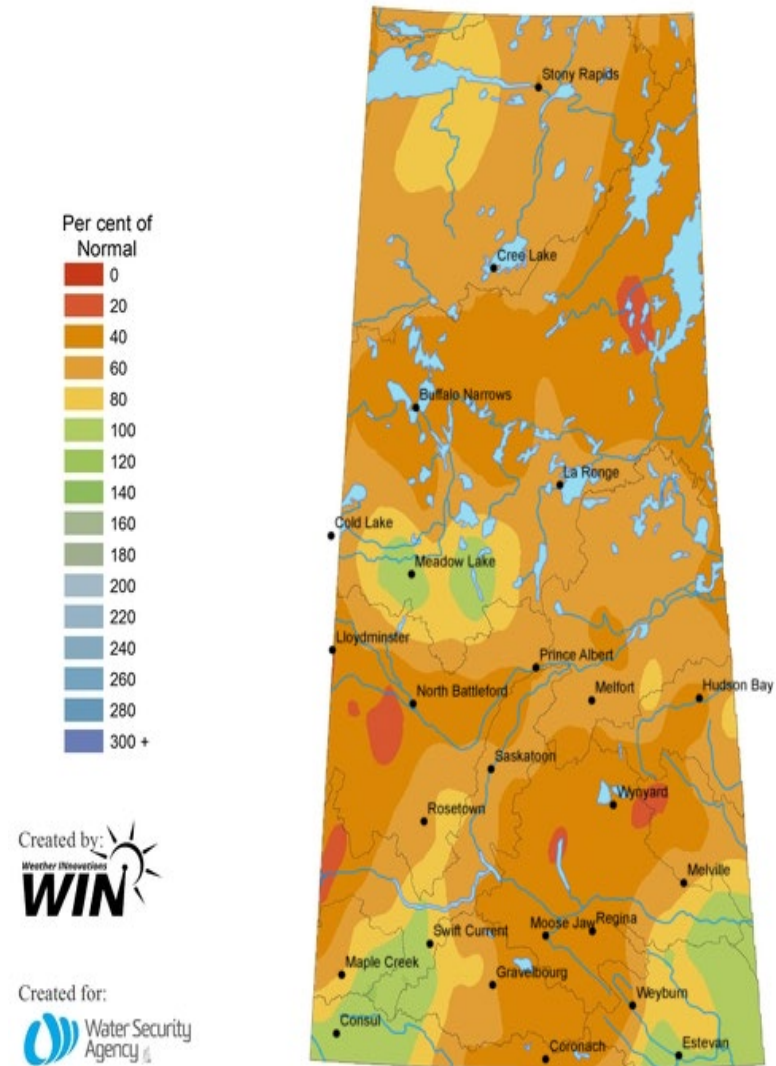 Stony Rapids
Per cent of
Normal
0
20
40
60
80
100
120
140
160
180
200
220
240
260
280
300 +
Cree Lake
Buffalo Narrows
La Ronge
Cold Lake
Meadow Lake
Lloydminster
Prince Albert
North Battleford
Melfort
Hudson Bay
Saskatoon
Wynyard
Rosetown
Melville
Swift Current
Moose Jaw
Regina
Maple Creek
Gravelbourg
Weyburn
Consul
Coronach
Estevan
Created by:
Weather INnovations
WIN
Created for:
Water Security
Agency